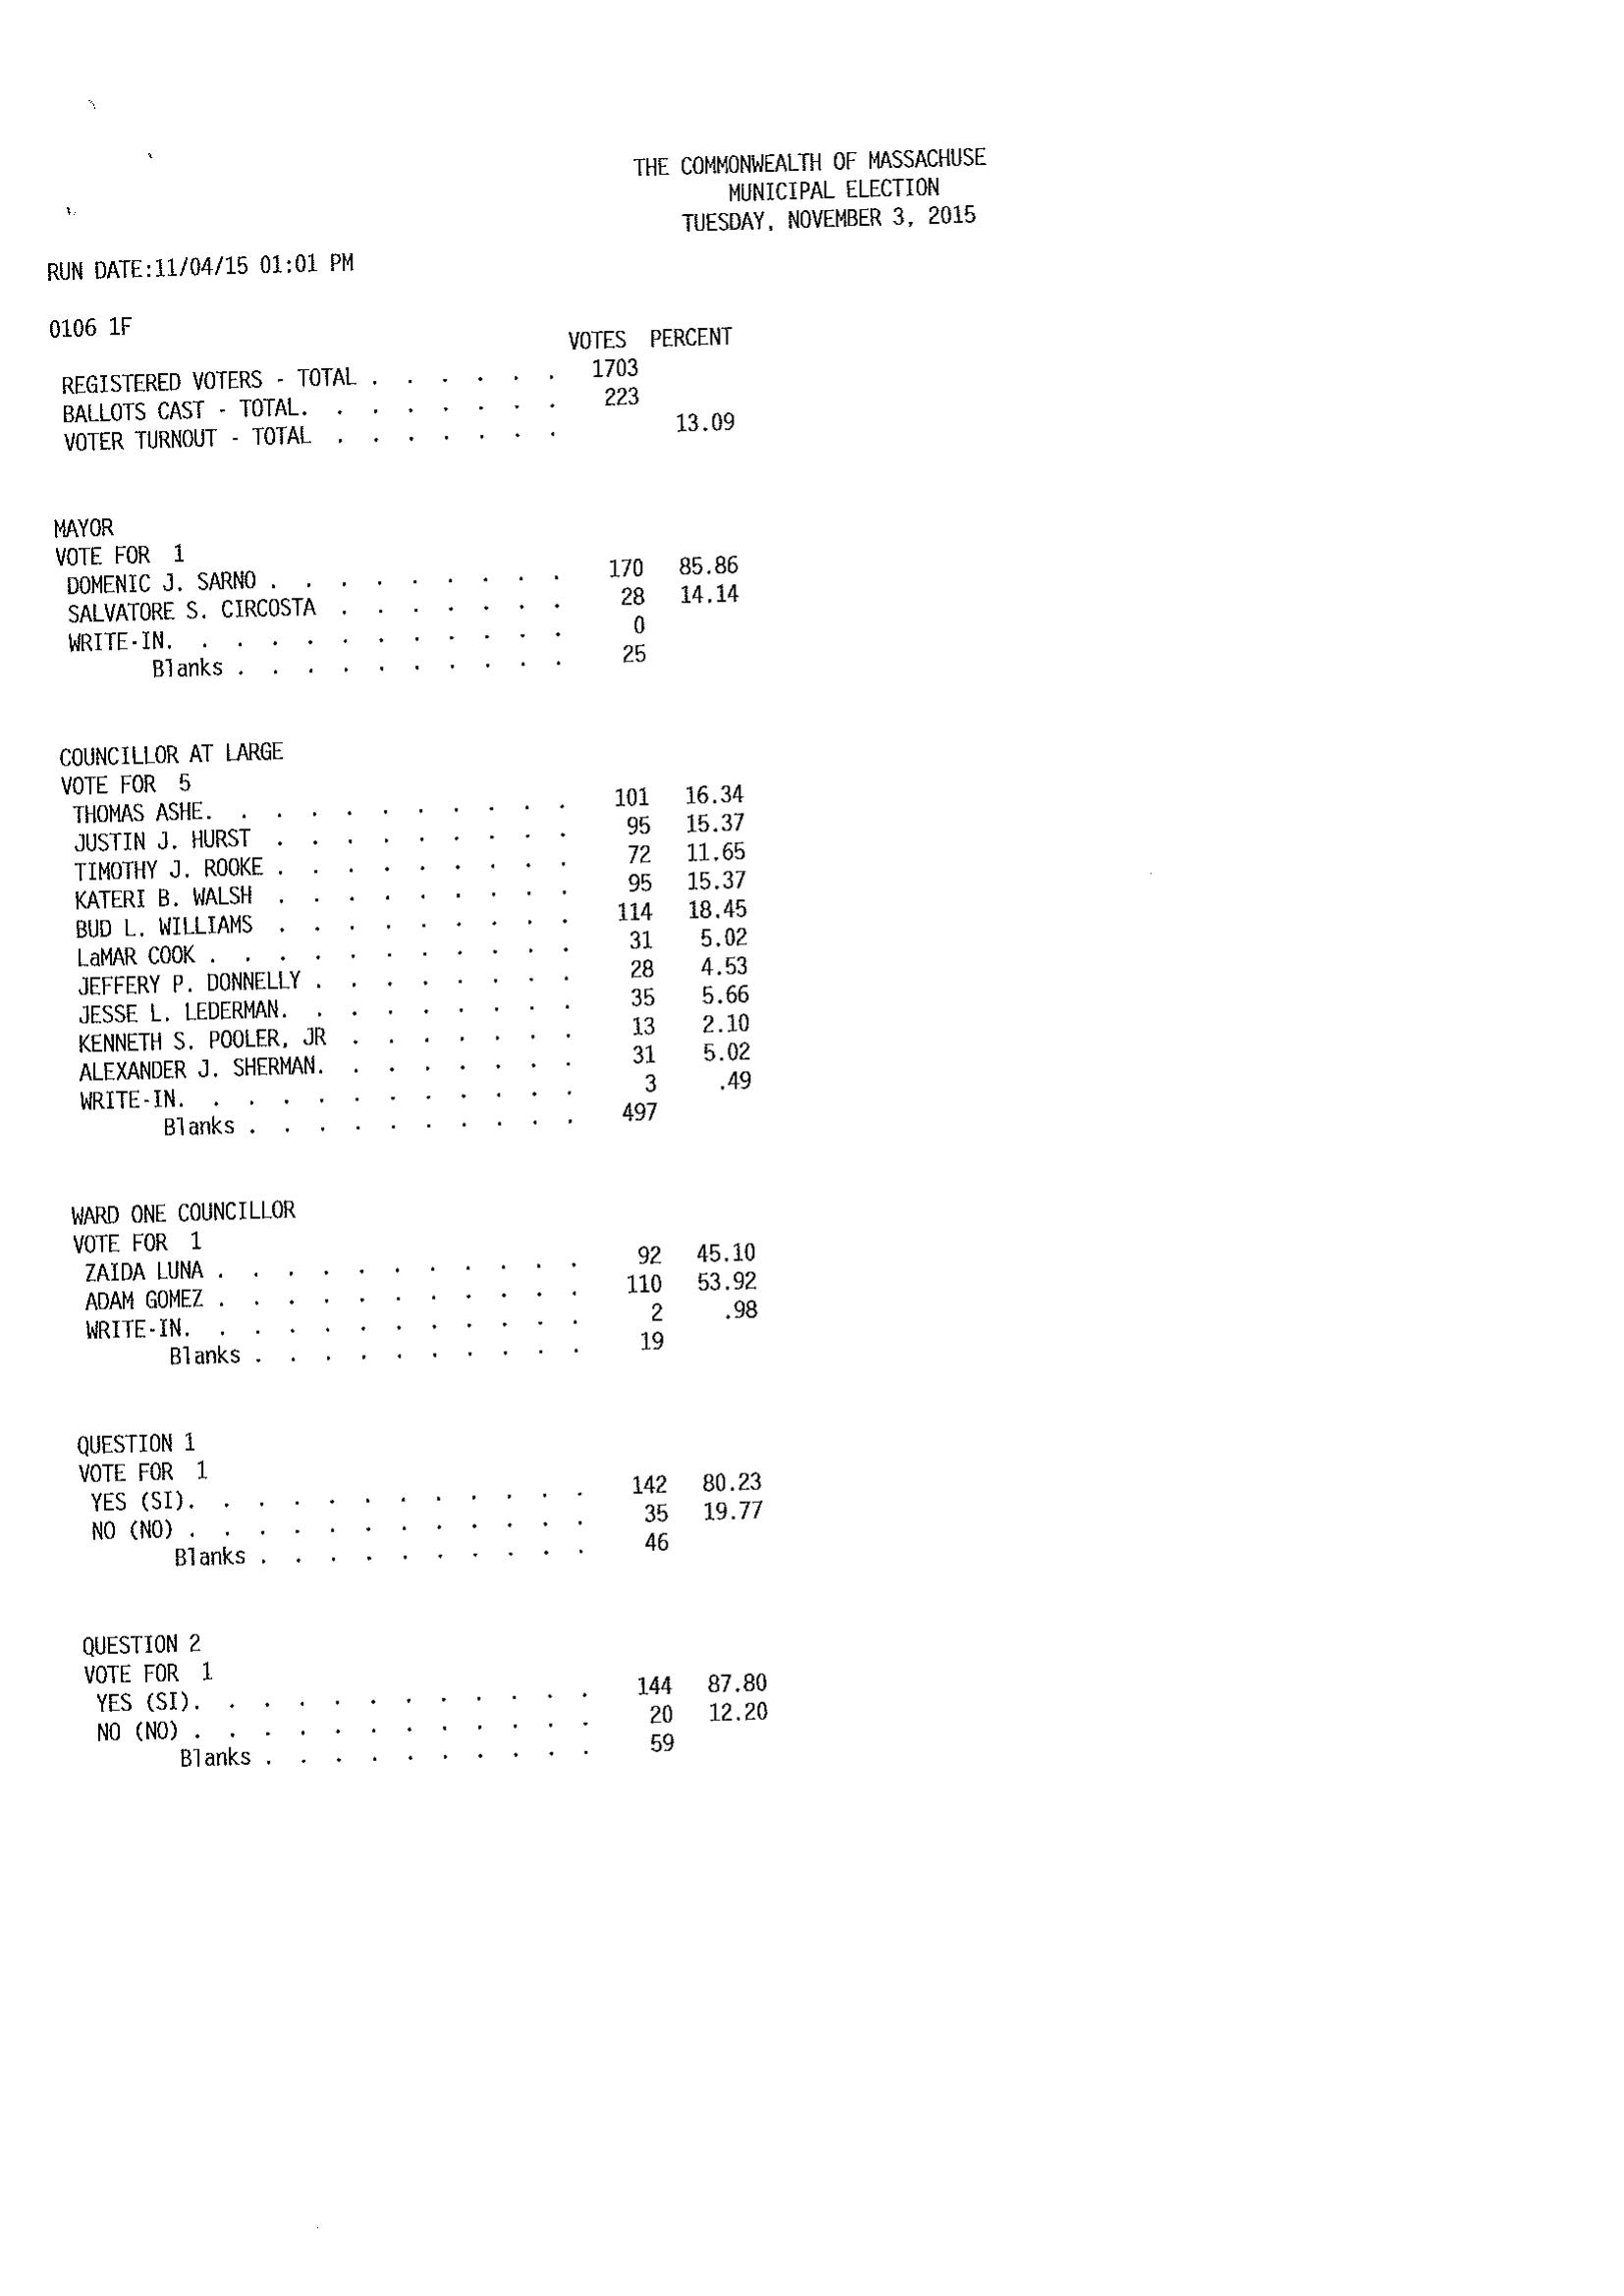 THE COMMONWEALTH OF MASSACHUSE
MUNICIPAL ELECTION
TUESDAY, NOVEMBER 3, 2015
RUN DATE:11/04/15 01:01 PM
0106 1F
VOTES PERCENT
REGISTERED VOTERS - TOTAL . . . . . . 1703
BALLOTS CAST - TOTAL. . . . . . . . 223
VOTER TURNOUT - TOTAL . . . . . . . 13.09
MAYOR
VOTE FOR 1
DOMENIC J. SARNO . . . . . . . . . 170 85.86
SALVATORE S. CIRCOSTA . . . . . . . 28 14.14
WRITE-IN. . . . . . . . . . . . 0
Blanks . . . . . . . . . . 25
COUNCILLOR AT LARGE
VOTE FOR 5
THOMAS ASHE. . . . . . . . . . . 101 16.34
JUSTIN J. HURST . . . . . . . . . 95 15.37
TIMOTHY J. ROOKE . . . . . . . . . 72 11.65
KATERI B. WALSH . . . . . . . . . 95 15.37
BUD L. WILLIAMS . . . . . . . . . 114 18.45
LaMAR COOK . . . . . . . . . . . 31 5.02
JEFFERY P. DONNELLY . . . . . . . . 28 4.53
JESSE L. LEDERMAN. . . . . . . . . 35 5.66
KENNETH S. POOLER, JR . . . . . . . 13 2.10
ALEXANDER J. SHERMAN. . . . . . . . 31 5.02
WRITE-IN. . . . . . . . . . . . 3 .49
Blanks . . . . . . . . . . 497
WARD ONE COUNCILLOR
VOTE FOR 1
ZAIDA LUNA . . . . . . . . . . . 92 45.10
ADAM GOMEZ . . . . . . . . . . . 110 53.92
WRITE-IN. . . . . . . . . . . . 2 .98
Blanks . . . . . . . . . . 19
QUESTION 1
VOTE FOR 1
YES (SI). . . . . . . . . . . . 142 80.23
NO (NO) . . . . . . . . . . . . 35 19.77
Blanks . . . . . . . . . . 46
QUESTION 2
VOTE FOR 1
YES (SI). . . . . . . . . . . . 144 87.80
NO (NO) . . . . . . . . . . . . 20 12.20
Blanks . . . . . . . . . . 59